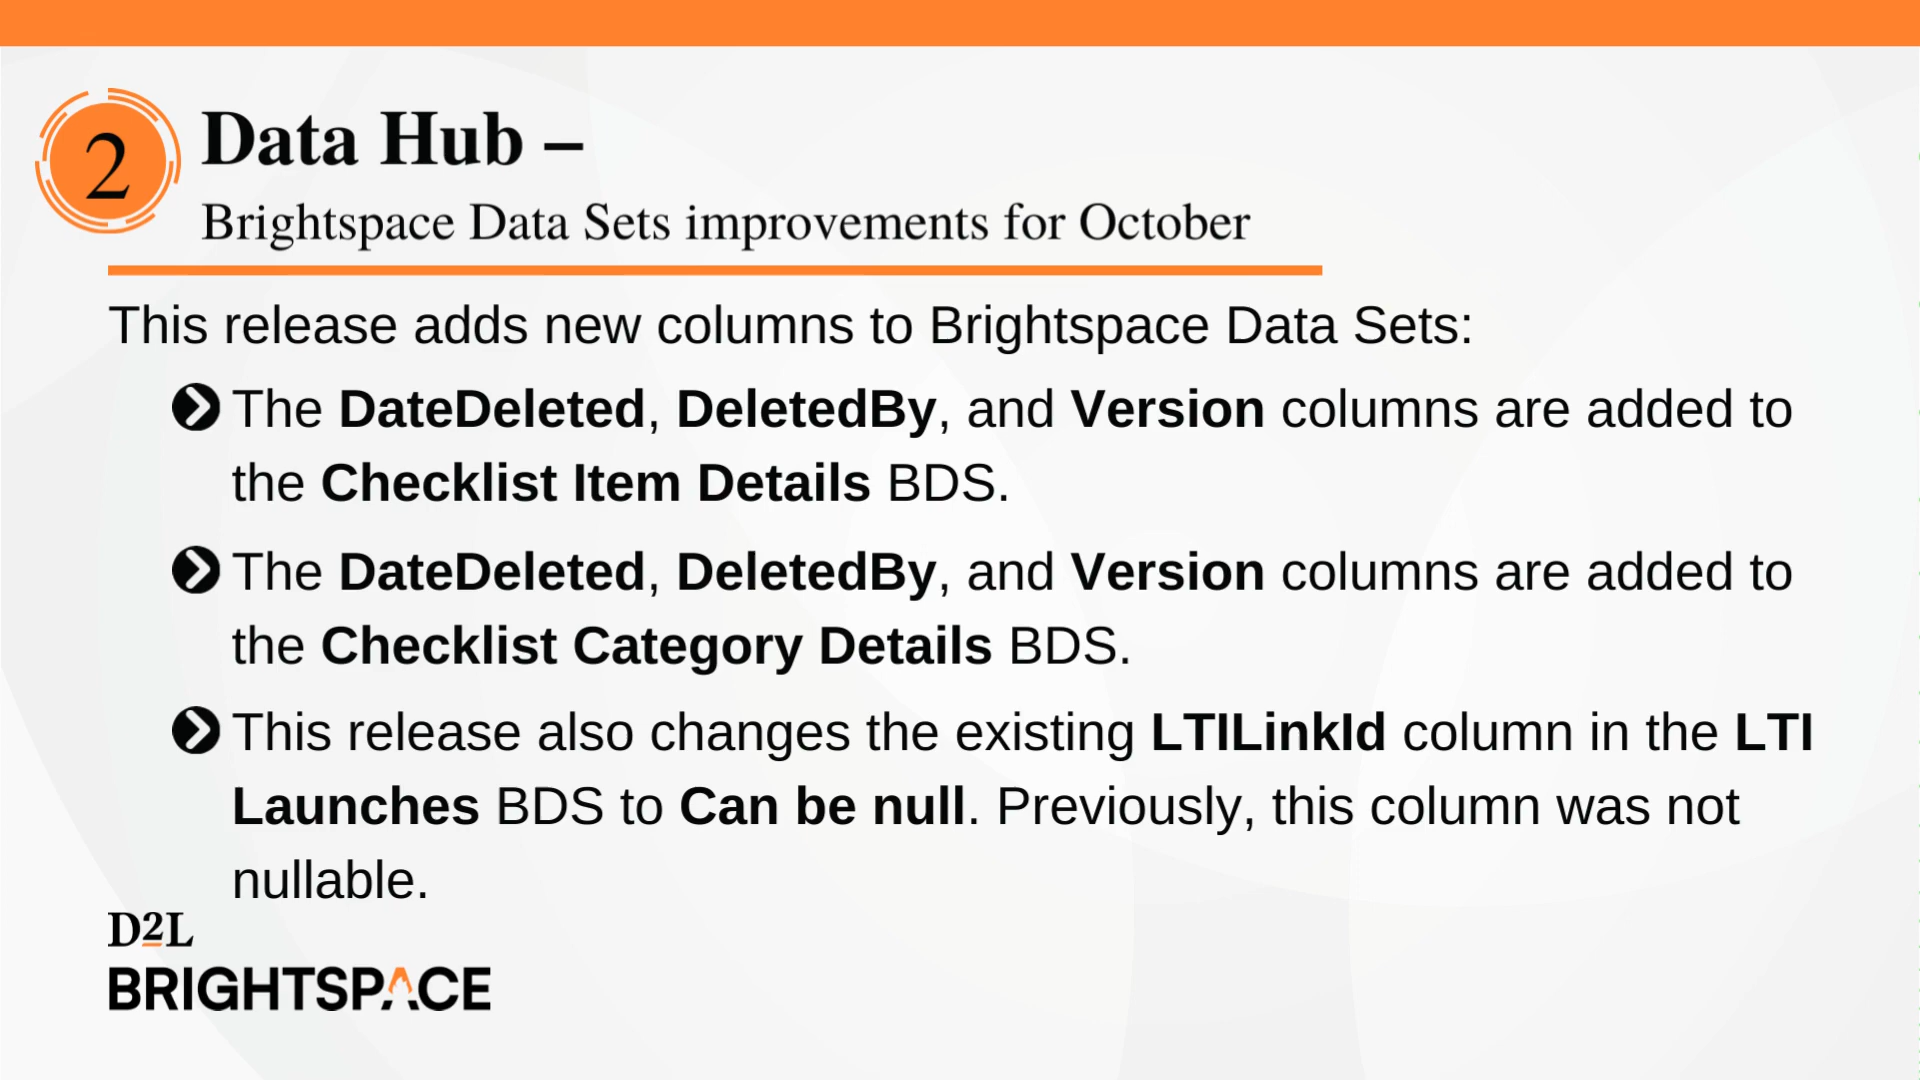 2
Data Hub –
Brightspace Data Sets improvements for October
This release adds new columns to Brightspace Data Sets:
The DateDeleted, DeletedBy, and Version columns are added to
the Checklist Item Details BDS.
The DateDeleted, DeletedBy, and Version columns are added to
the Checklist Category Details BDS.
This release also changes the existing LTILinkId column in the LTI
Launches BDS to Can be null. Previously, this column was not
nullable.
D2L
BRIGHTSPACE